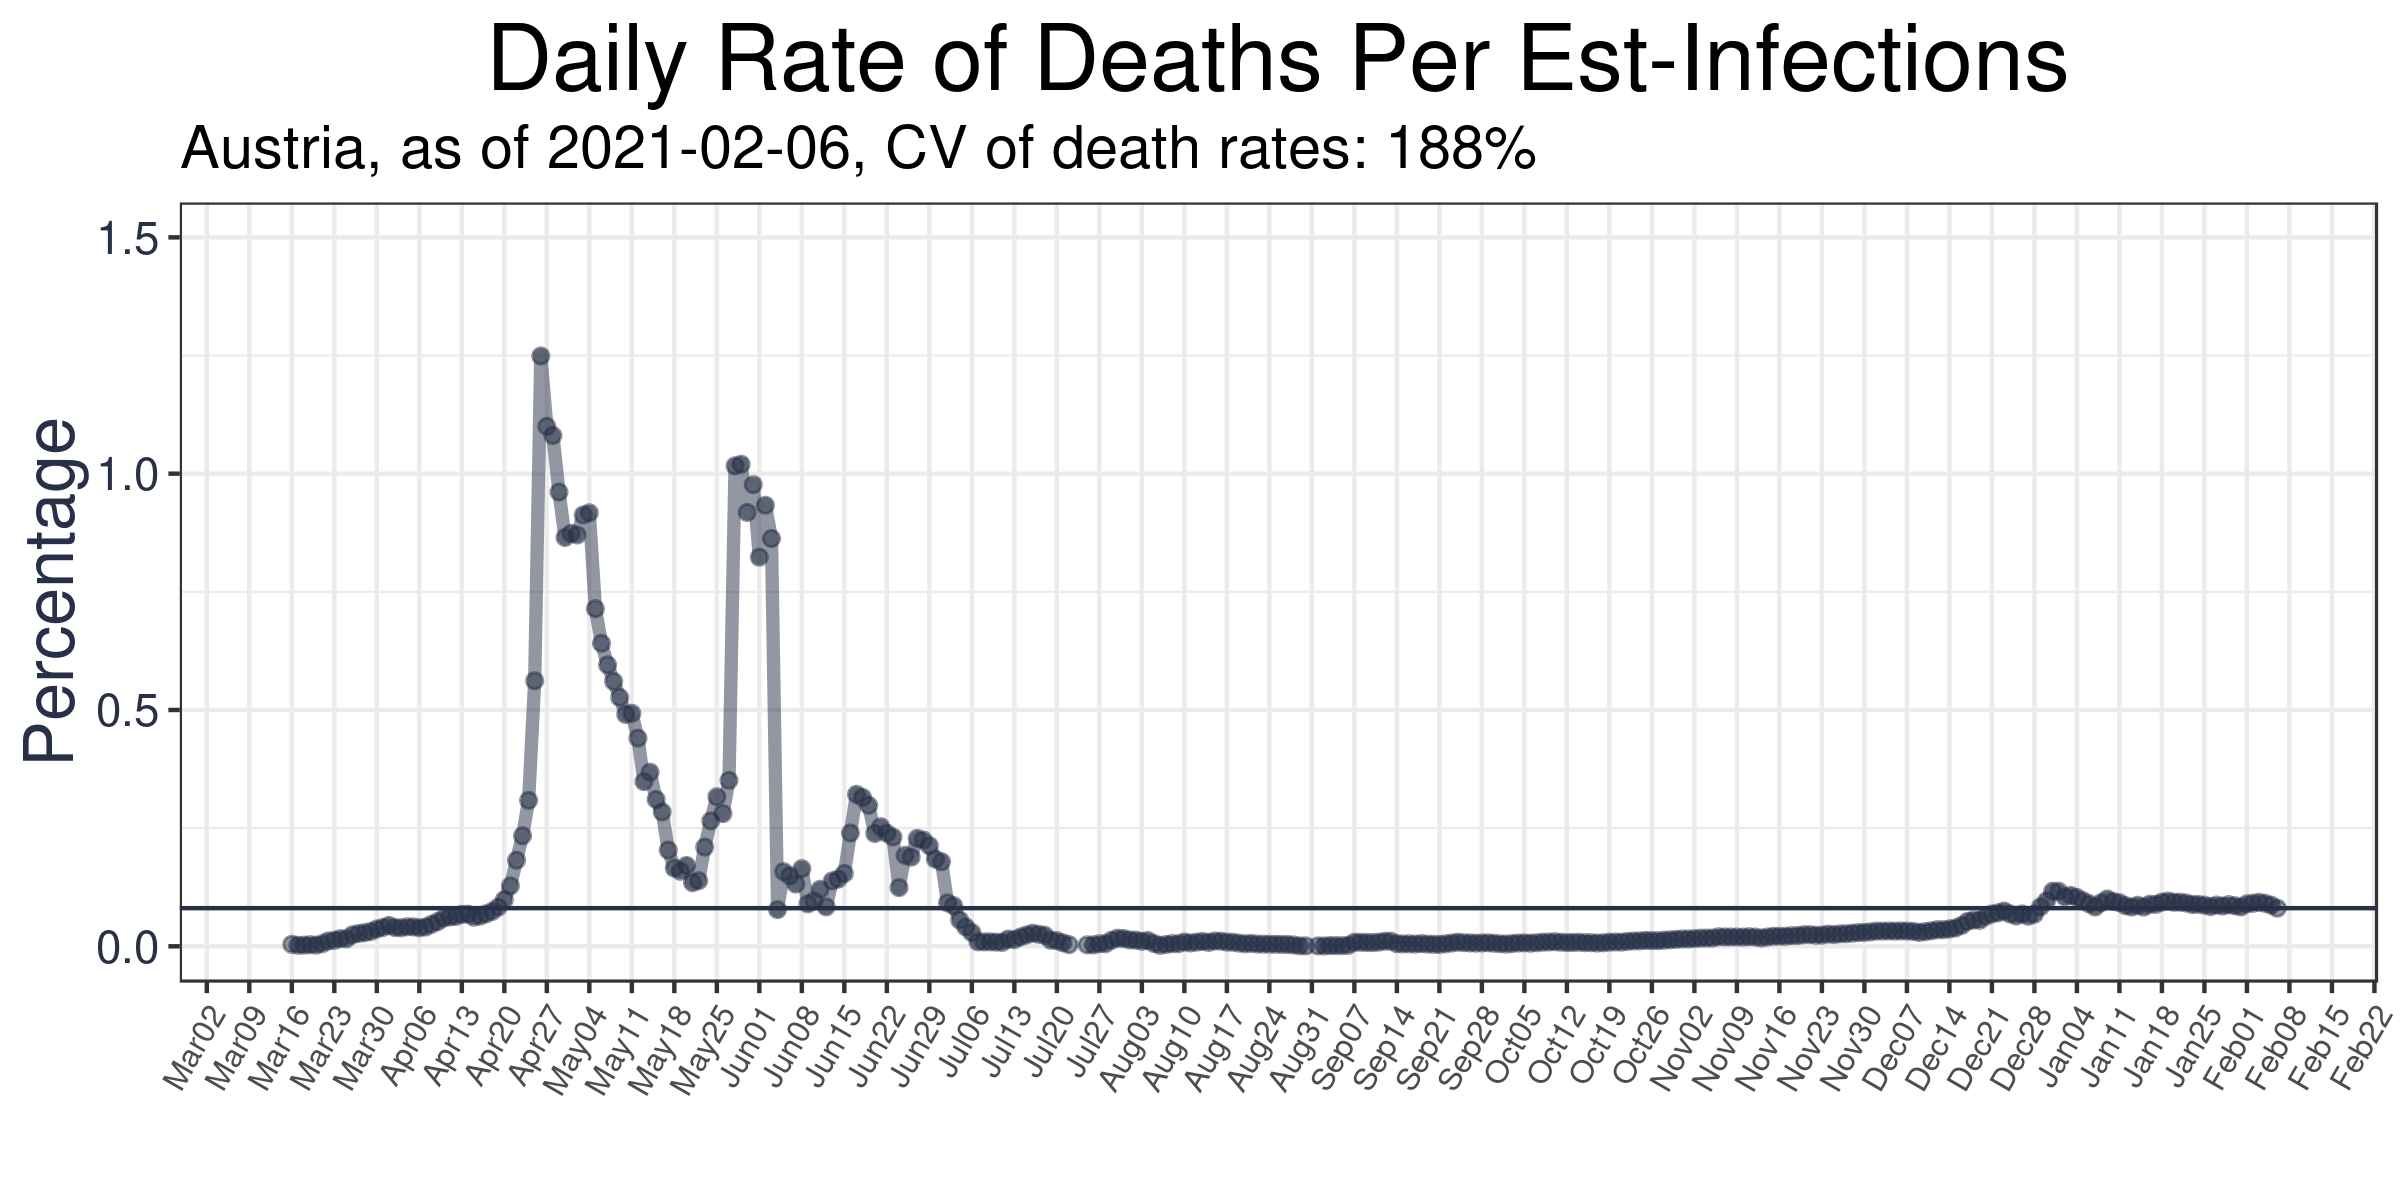 Daily Rate of Deaths Per Est-Infections
Austria, as of 2021-02-06, CV of death rates: 188%
Percentage
1.5
1.0
0.5
0.0
Mar02
Mar09
Mar16
Mar23
Mar30
Apr06
Apr13
Apr20
Apr27
May04
May11
May18
May25
Jun01
Jun08
Jun15
Jun22
Jun29
Jul06
Jul13
Jul20
Jul27
Aug03
Aug10
Aug17
Aug24
Aug31
Sep07
Sep14
Sep21
Sep28
Oct05
Oct12
Oct19
Oct26
Nov02
Nov09
Nov16
Nov23
Nov30
Dec07
Dec14
Dec21
Dec28
Jan04
Jan11
Jan18
Jan25
Feb01
Feb08
Feb15
Feb22